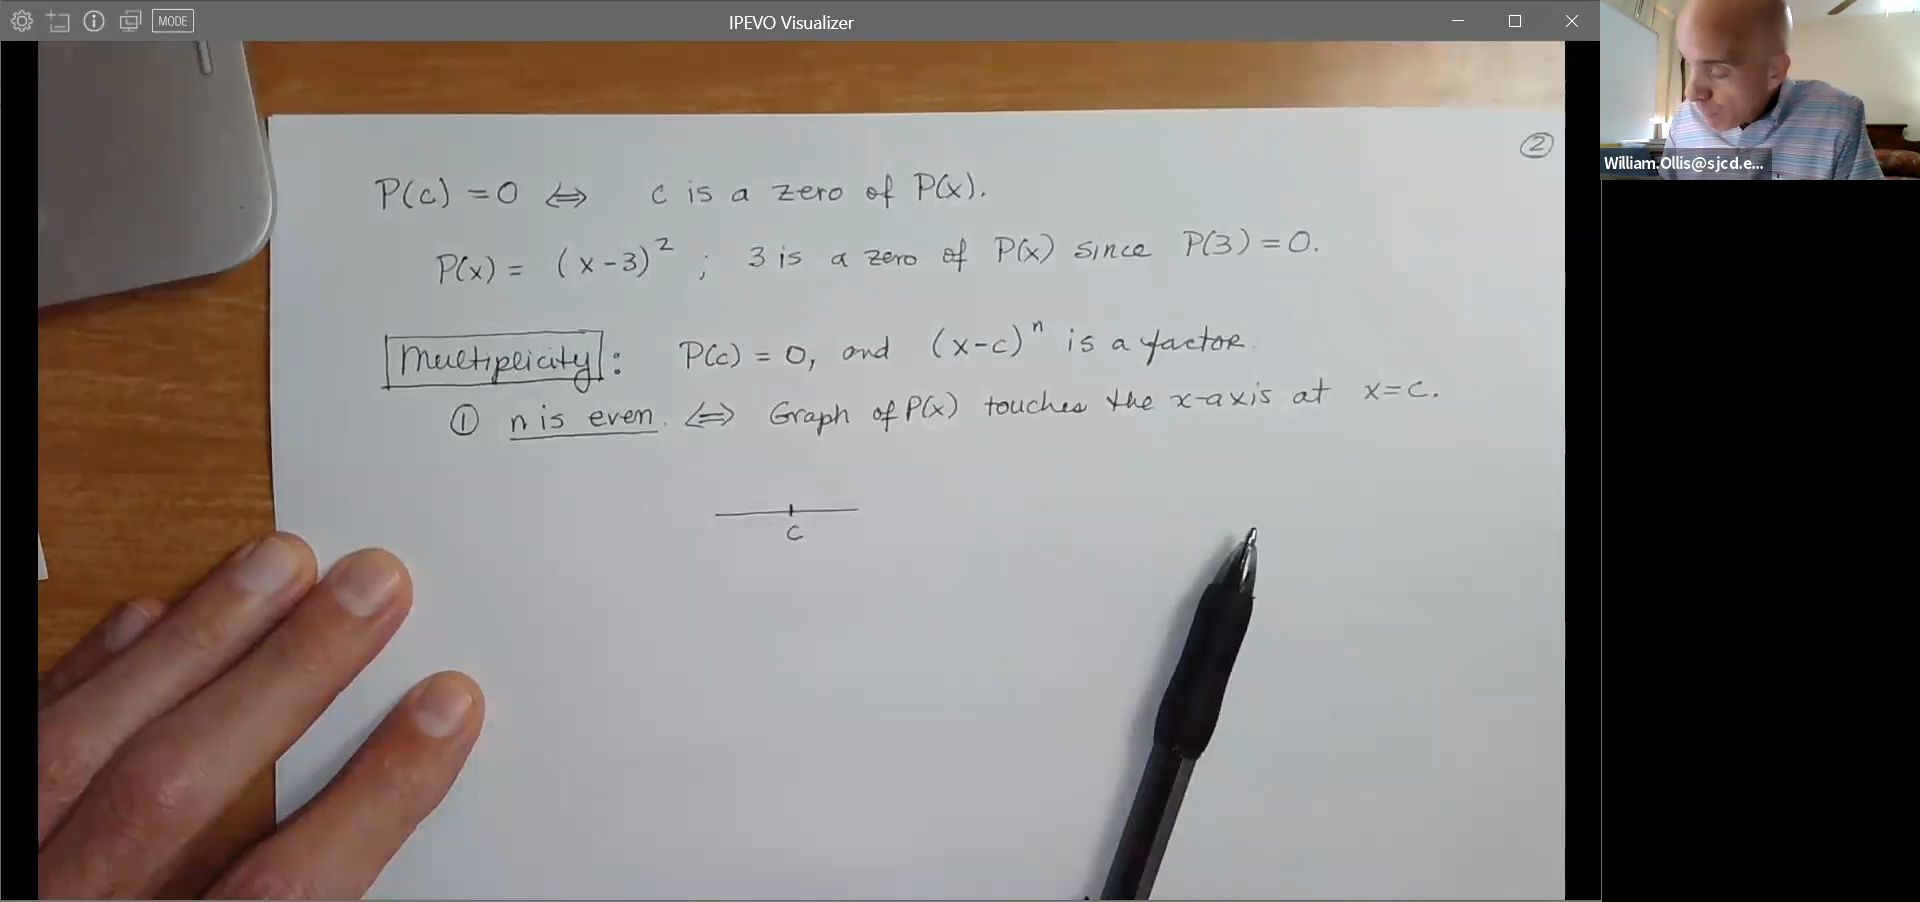 MODE
IPEVO Visualizer
William.Ollis@sjcd.e...
②
P(c) = 0 ⇔ c is a zero of P(x).
P(x) = (x-3)² ; 3 is a zero of P(x) since P(3) = 0.
Multiplicity: P(c) = 0, and (x-c)ⁿ is a factor.
① n is even. ⇔ Graph of P(x) touches the x-axis at x=c.
c